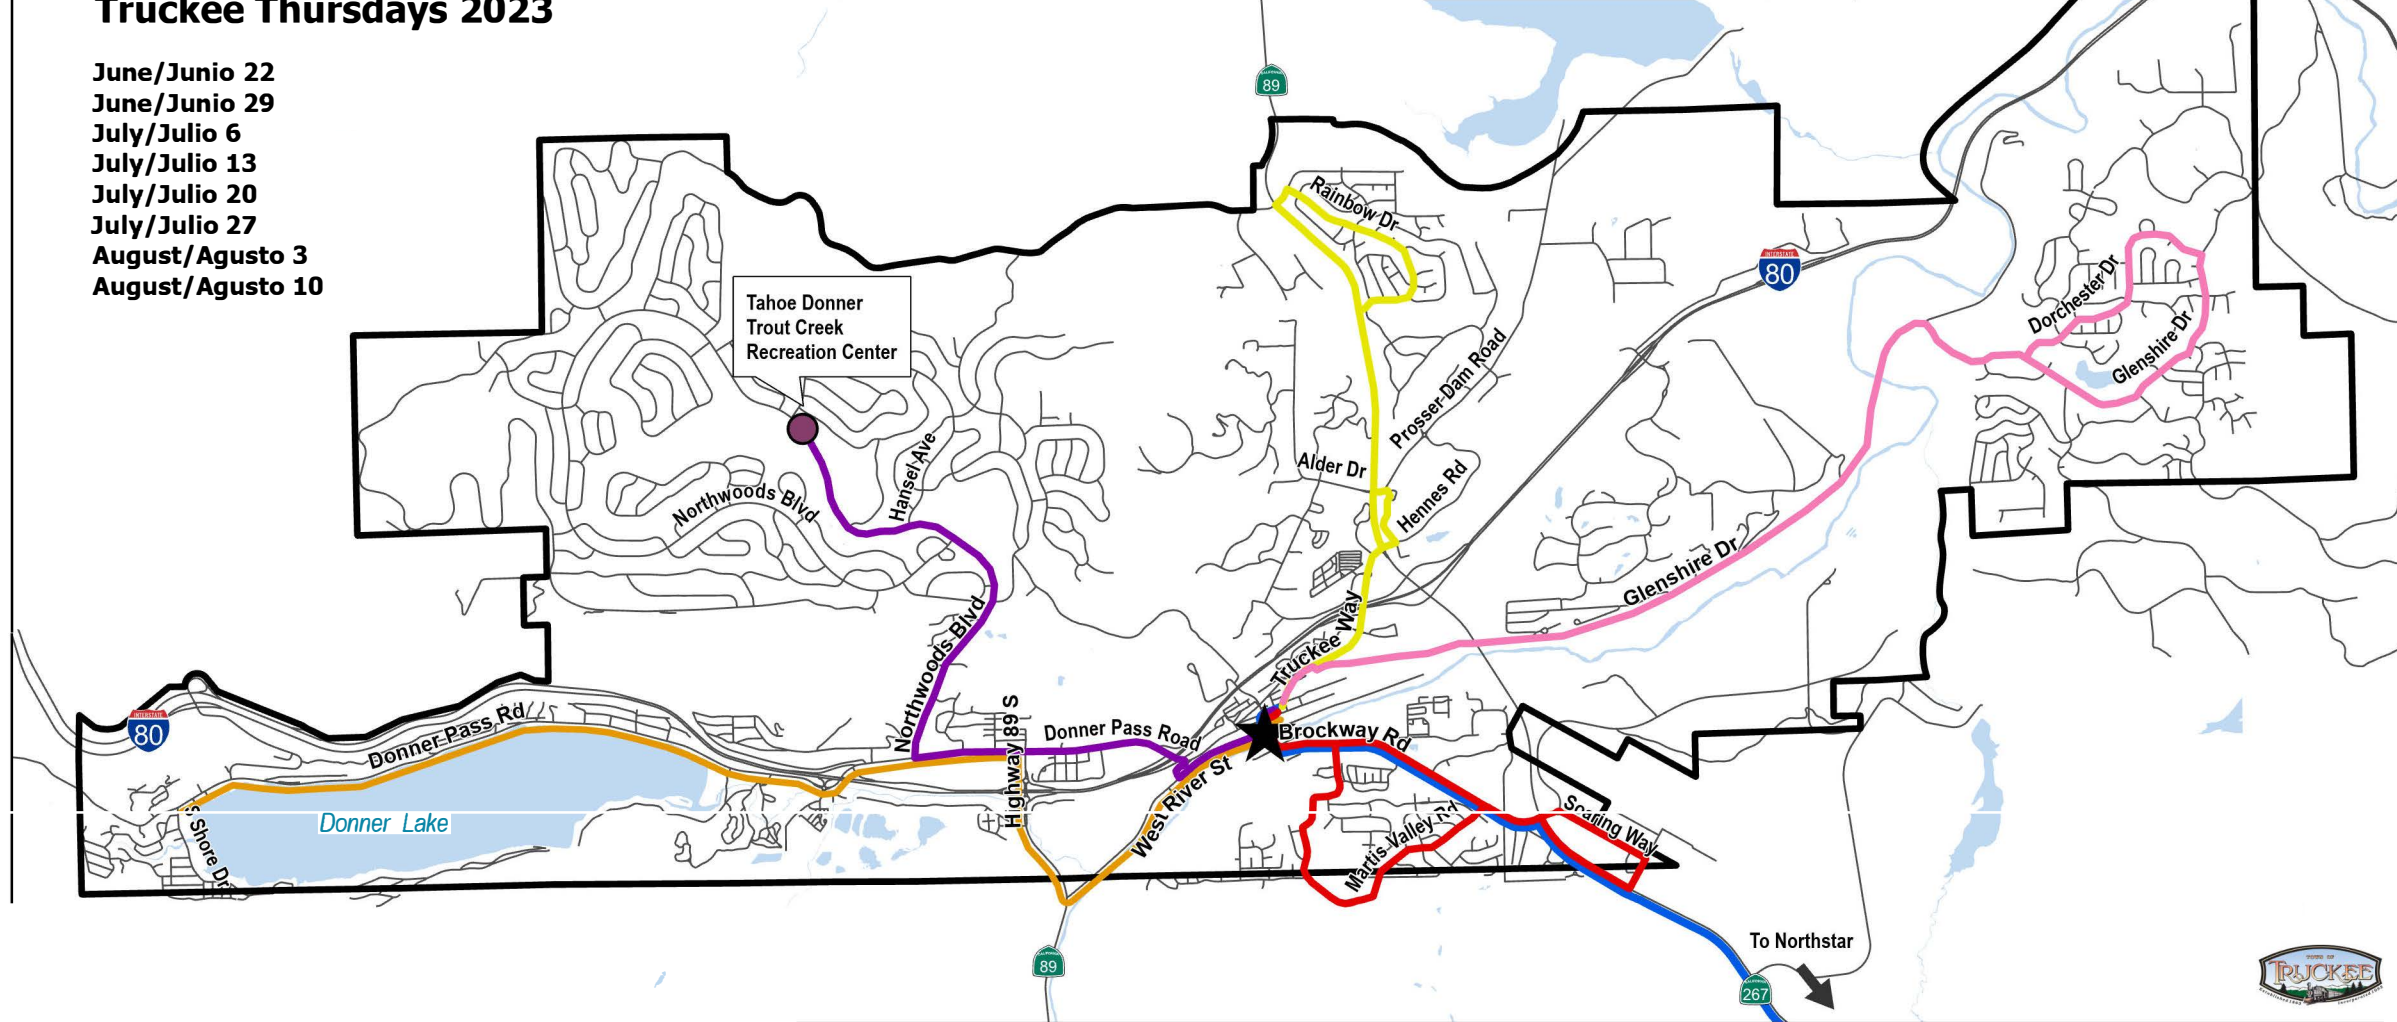 Truckee Thursdays 2023
June/Junio 22
June/Junio 29
July/Julio 6
July/Julio 13
July/Julio 20
July/Julio 27
August/Agusto 3
August/Agusto 10
89
Rainbow Dr
INTERSTATE
80
Dorchester Dr
Glenshire Dr
Tahoe Donner
Trout Creek
Recreation Center
Prosser Dam Road
Hansel Ave
Alder Dr
Hennes Rd
Northwoods Blvd
Glenshire Dr
Truckee Way
Northwoods Blvd
INTERSTATE
80
Donner Pass Rd
Highway 89 S
Donner Pass Road
Brockway Rd
West River St
Donner Lake
S Shore Dr
Martis Valley Rd
Soaring Way
To Northstar
89
267
TOWN OF
TRUCKEE